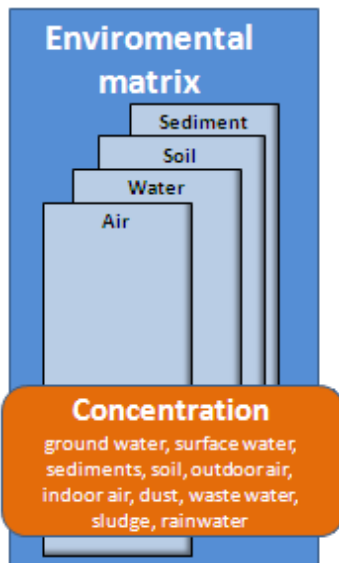 Enviromental
matrix
Sediment
Soil
Water
Air
Concentration
ground water, surface water,
sediments, soil, outdoor air,
indoor air, dust, waste water,
sludge, rainwater